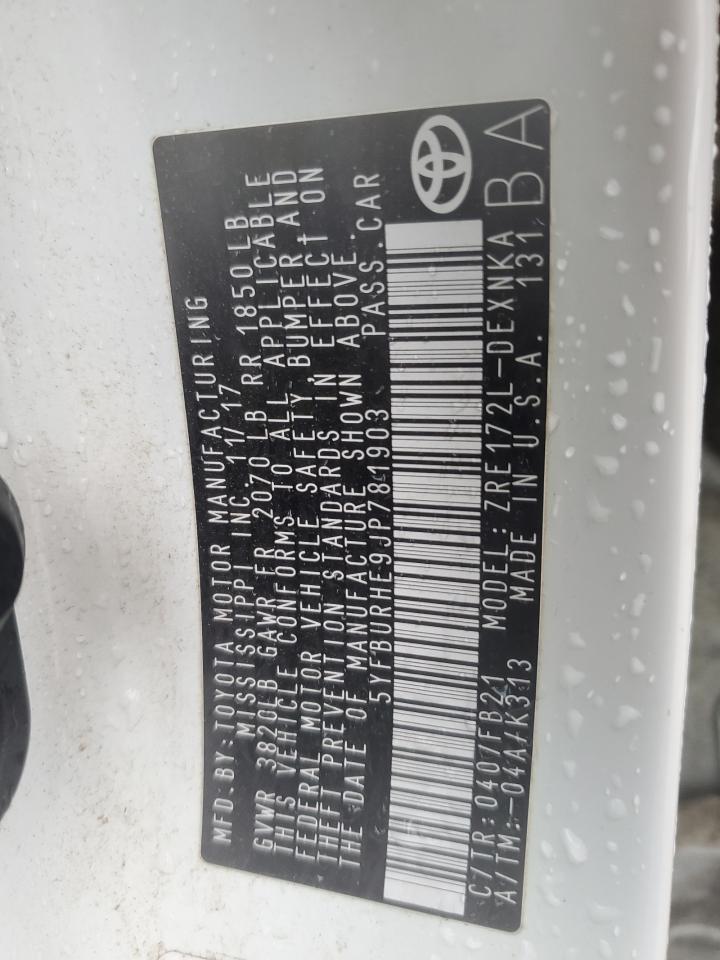 MFD.BY:TOYOTA MOTOR MANUFACTURING
MISSISSIPPI INC 11/17
GVWR 3820LB GAWR FR 2070 LB RR 1850 LB
THIS VEHICLE CONFORMS TO ALL APPLICABLE
FEDERAL MOTOR VEHICLE SAFETY, BUMPER AND
THEFT PREVENTION STANDARDS IN EFFECT ON
THE DATE OF MANUFACTURE SHOWN ABOVE.
5YFBURHE9JP781903 PASS.CAR
C/TR:0407FB21 MODEL:ZRE172L-DEXNKA
A/TM:-04A/K313 MADE IN U.S.A. 131
BA